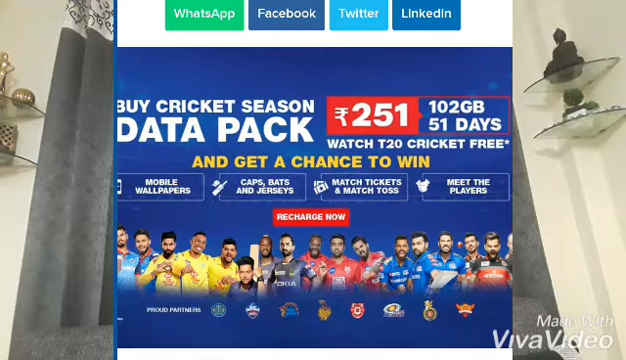 WhatsApp
Facebook
Twitter
LinkedIn
BUY CRICKET SEASON
DATA PACK
₹251
102GB
51 DAYS
WATCH T20 CRICKET FREE*
AND GET A CHANCE TO WIN
MOBILE
WALLPAPERS
CAPS, BATS
AND JERSEYS
MATCH TICKETS
& MATCH TOSS
MEET THE
PLAYERS
RECHARGE NOW
NOKIA
PROUD PARTNERS
Made With
VivaVideo